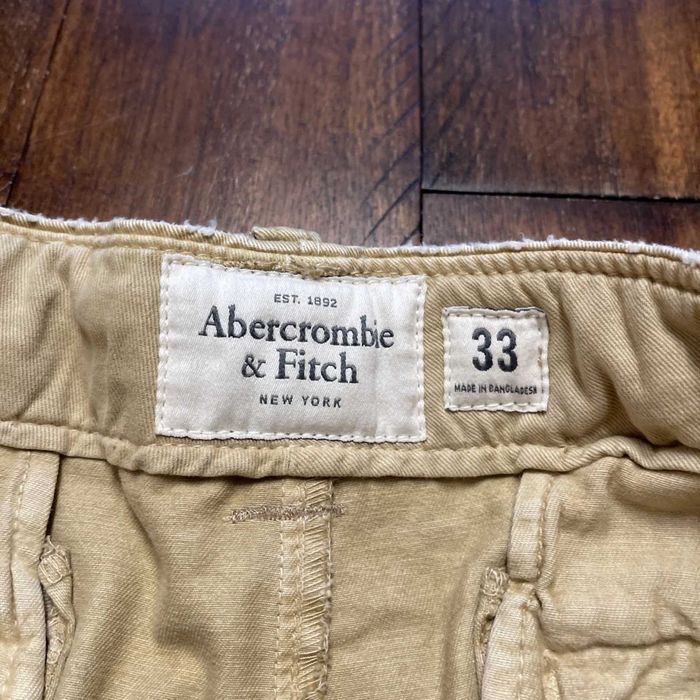 EST. 1892
Abercrombie
& Fitch
NEW YORK
33
MADE IN BANGLADESH